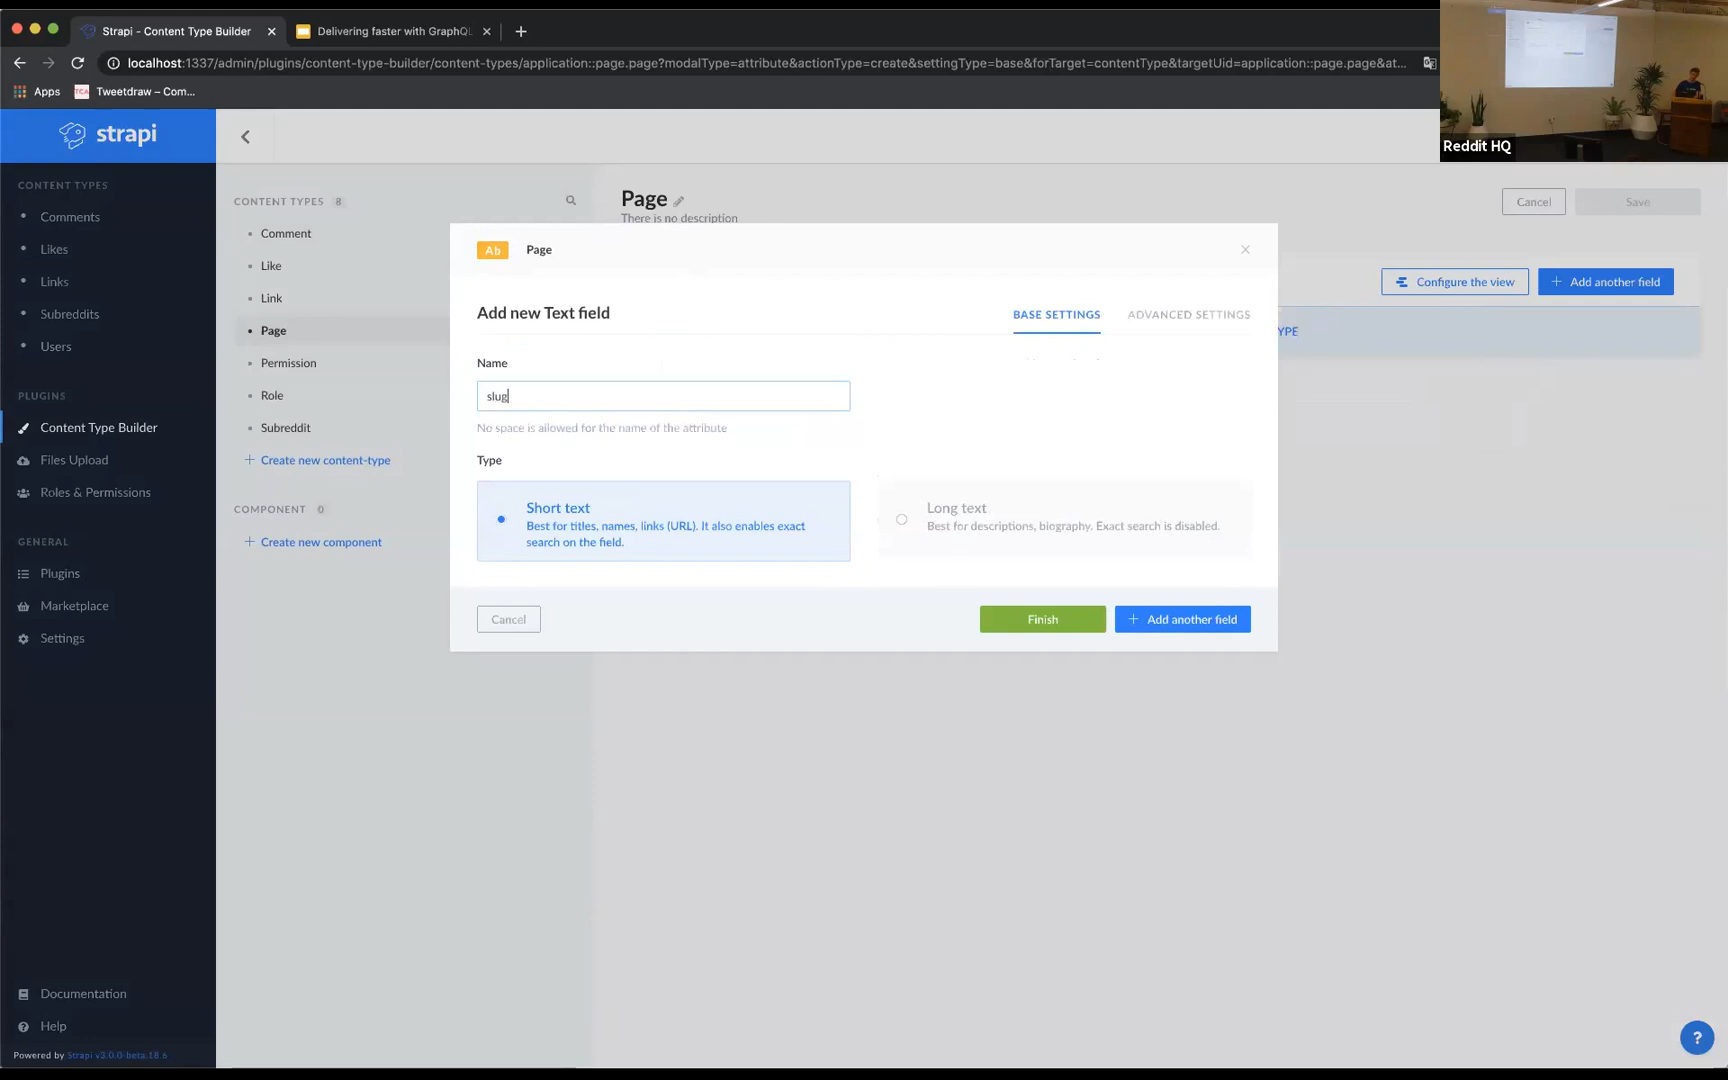 Strapi - Content Type Builder
Delivering faster with GraphQL
localhost:1337/admin/plugins/content-type-builder/content-types/application::page.page?modalType=attribute&actionType=create&settingType=base&forTarget=contentType&targetUid=application::page.page&at...
Apps
TCA
Tweetdraw – Com...
Reddit HQ
strapi
CONTENT TYPES
Comments
Likes
Links
Subreddits
Users
PLUGINS
Content Type Builder
Files Upload
Roles & Permissions
GENERAL
Plugins
Marketplace
Settings
Documentation
Help
Powered by Strapi v3.0.0-beta.18.6
CONTENT TYPES 8
Comment
Like
Link
Page
Permission
Role
Subreddit
+ Create new content-type
COMPONENT 0
+ Create new component
Page
There is no description
Cancel
Save
Configure the view
+ Add another field
YPE
Ab
Page
Add new Text field
BASE SETTINGS
ADVANCED SETTINGS
Name
slug
No space is allowed for the name of the attribute
Type
Short text
Best for titles, names, links (URL). It also enables exact
search on the field.
Long text
Best for descriptions, biography. Exact search is disabled.
Cancel
Finish
+ Add another field
?